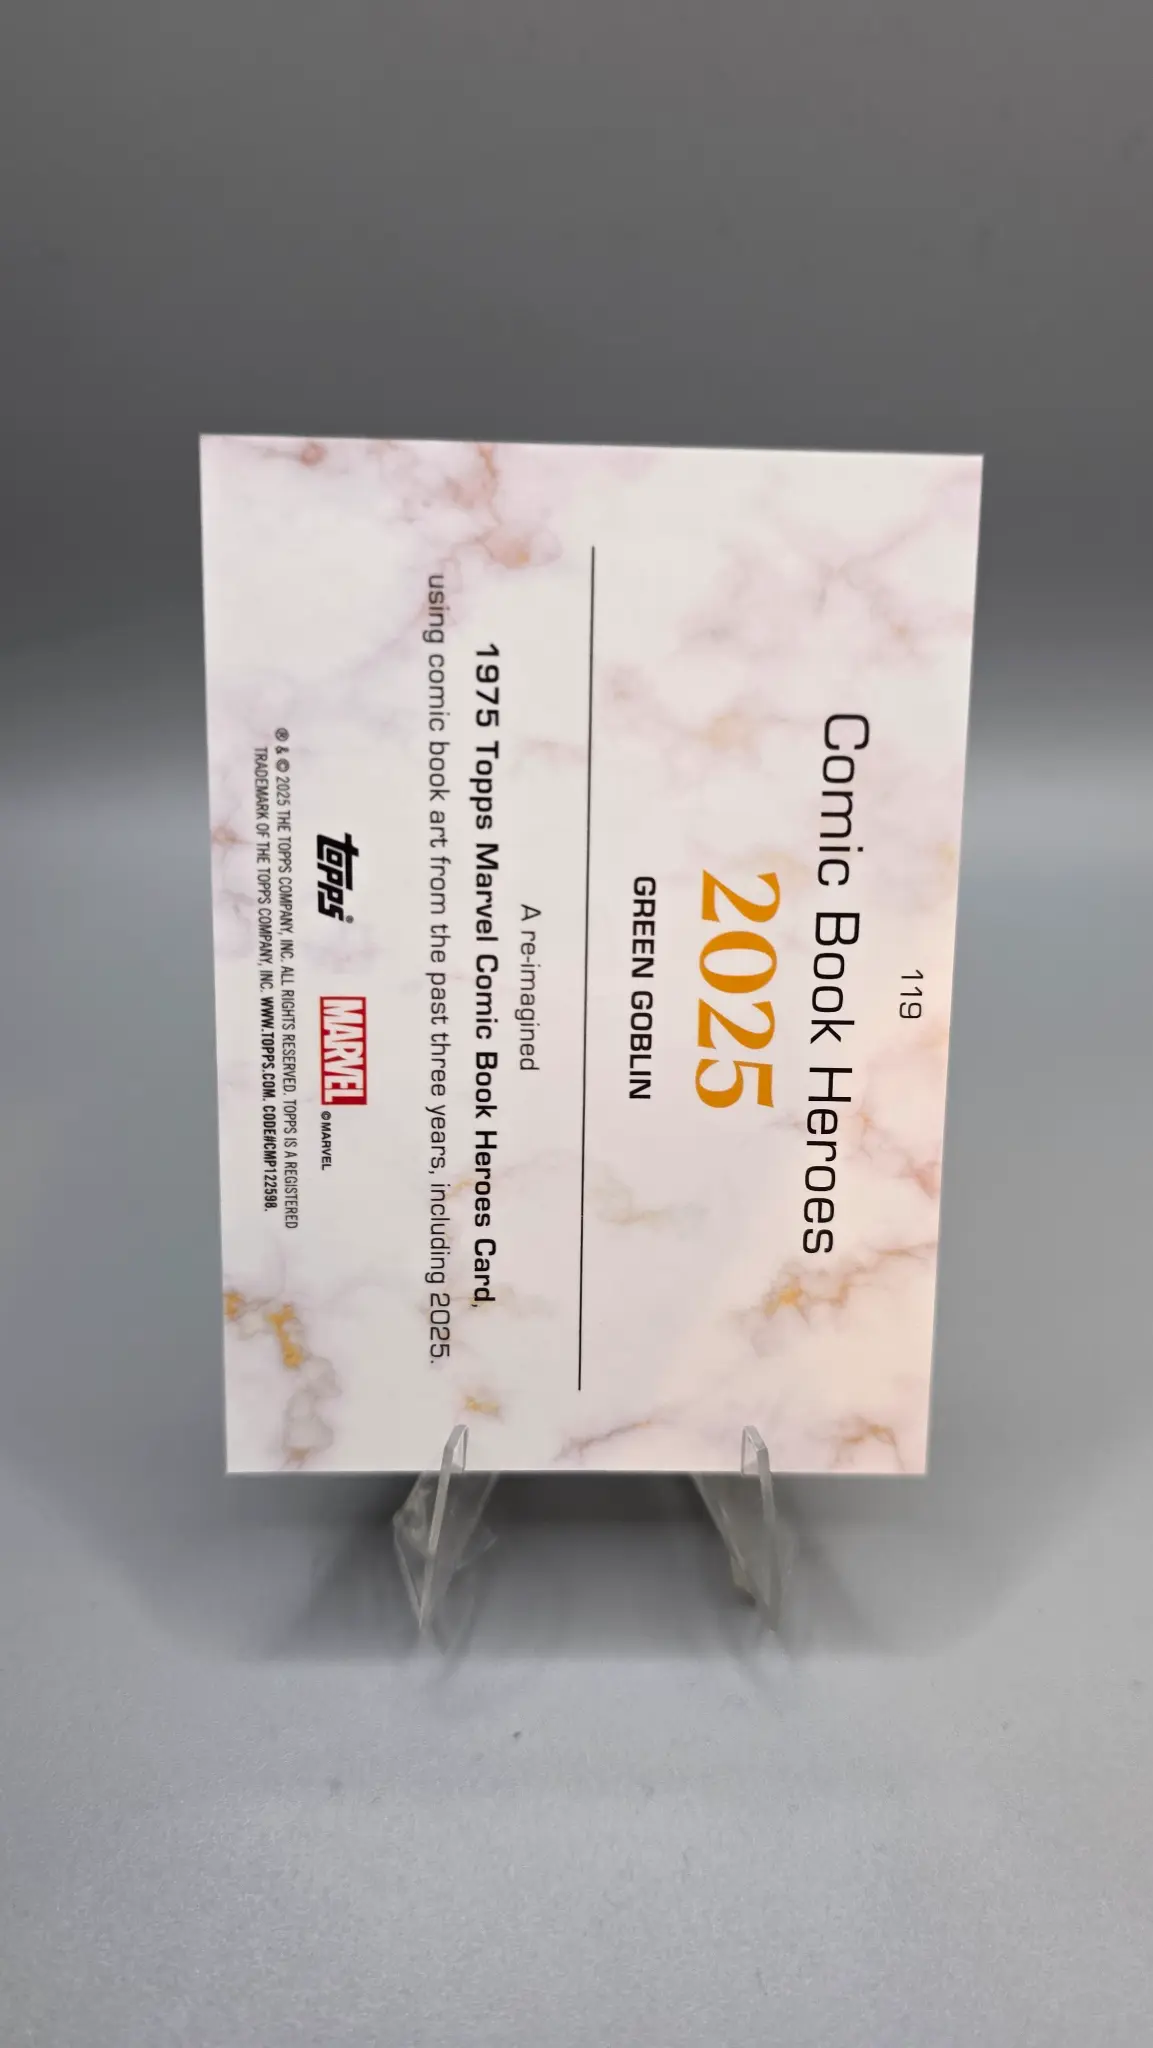 119
Comic Book Heroes
2025
GREEN GOBLIN
A re-imagined
1975 Topps Marvel Comic Book Heroes Card,
using comic book art from the past three years, including 2025.
topps® MARVEL ©MARVEL
® & © 2025 THE TOPPS COMPANY, INC. ALL RIGHTS RESERVED. TOPPS IS A REGISTERED
TRADEMARK OF THE TOPPS COMPANY, INC. WWW.TOPPS.COM. CODE#CMP122598.